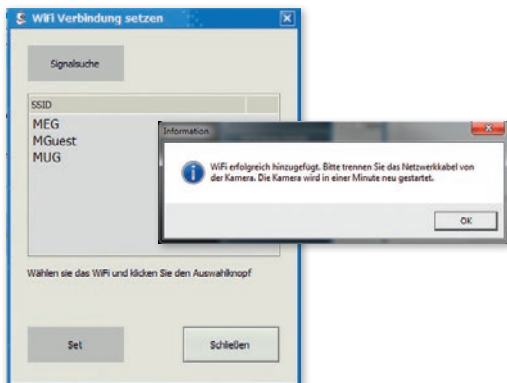 WiFi Verbindung setzen
Signalsuche
SSID
MEG
MGuest
MUG
Information
WiFi erfolgreich hinzugefügt. Bitte trennen Sie das Netzwerkkabel von
der Kamera. Die Kamera wird in einer Minute neu gestartet.
OK
Wählen sie das WiFi und klicken Sie den Auswahlknopf
Set
Schließen